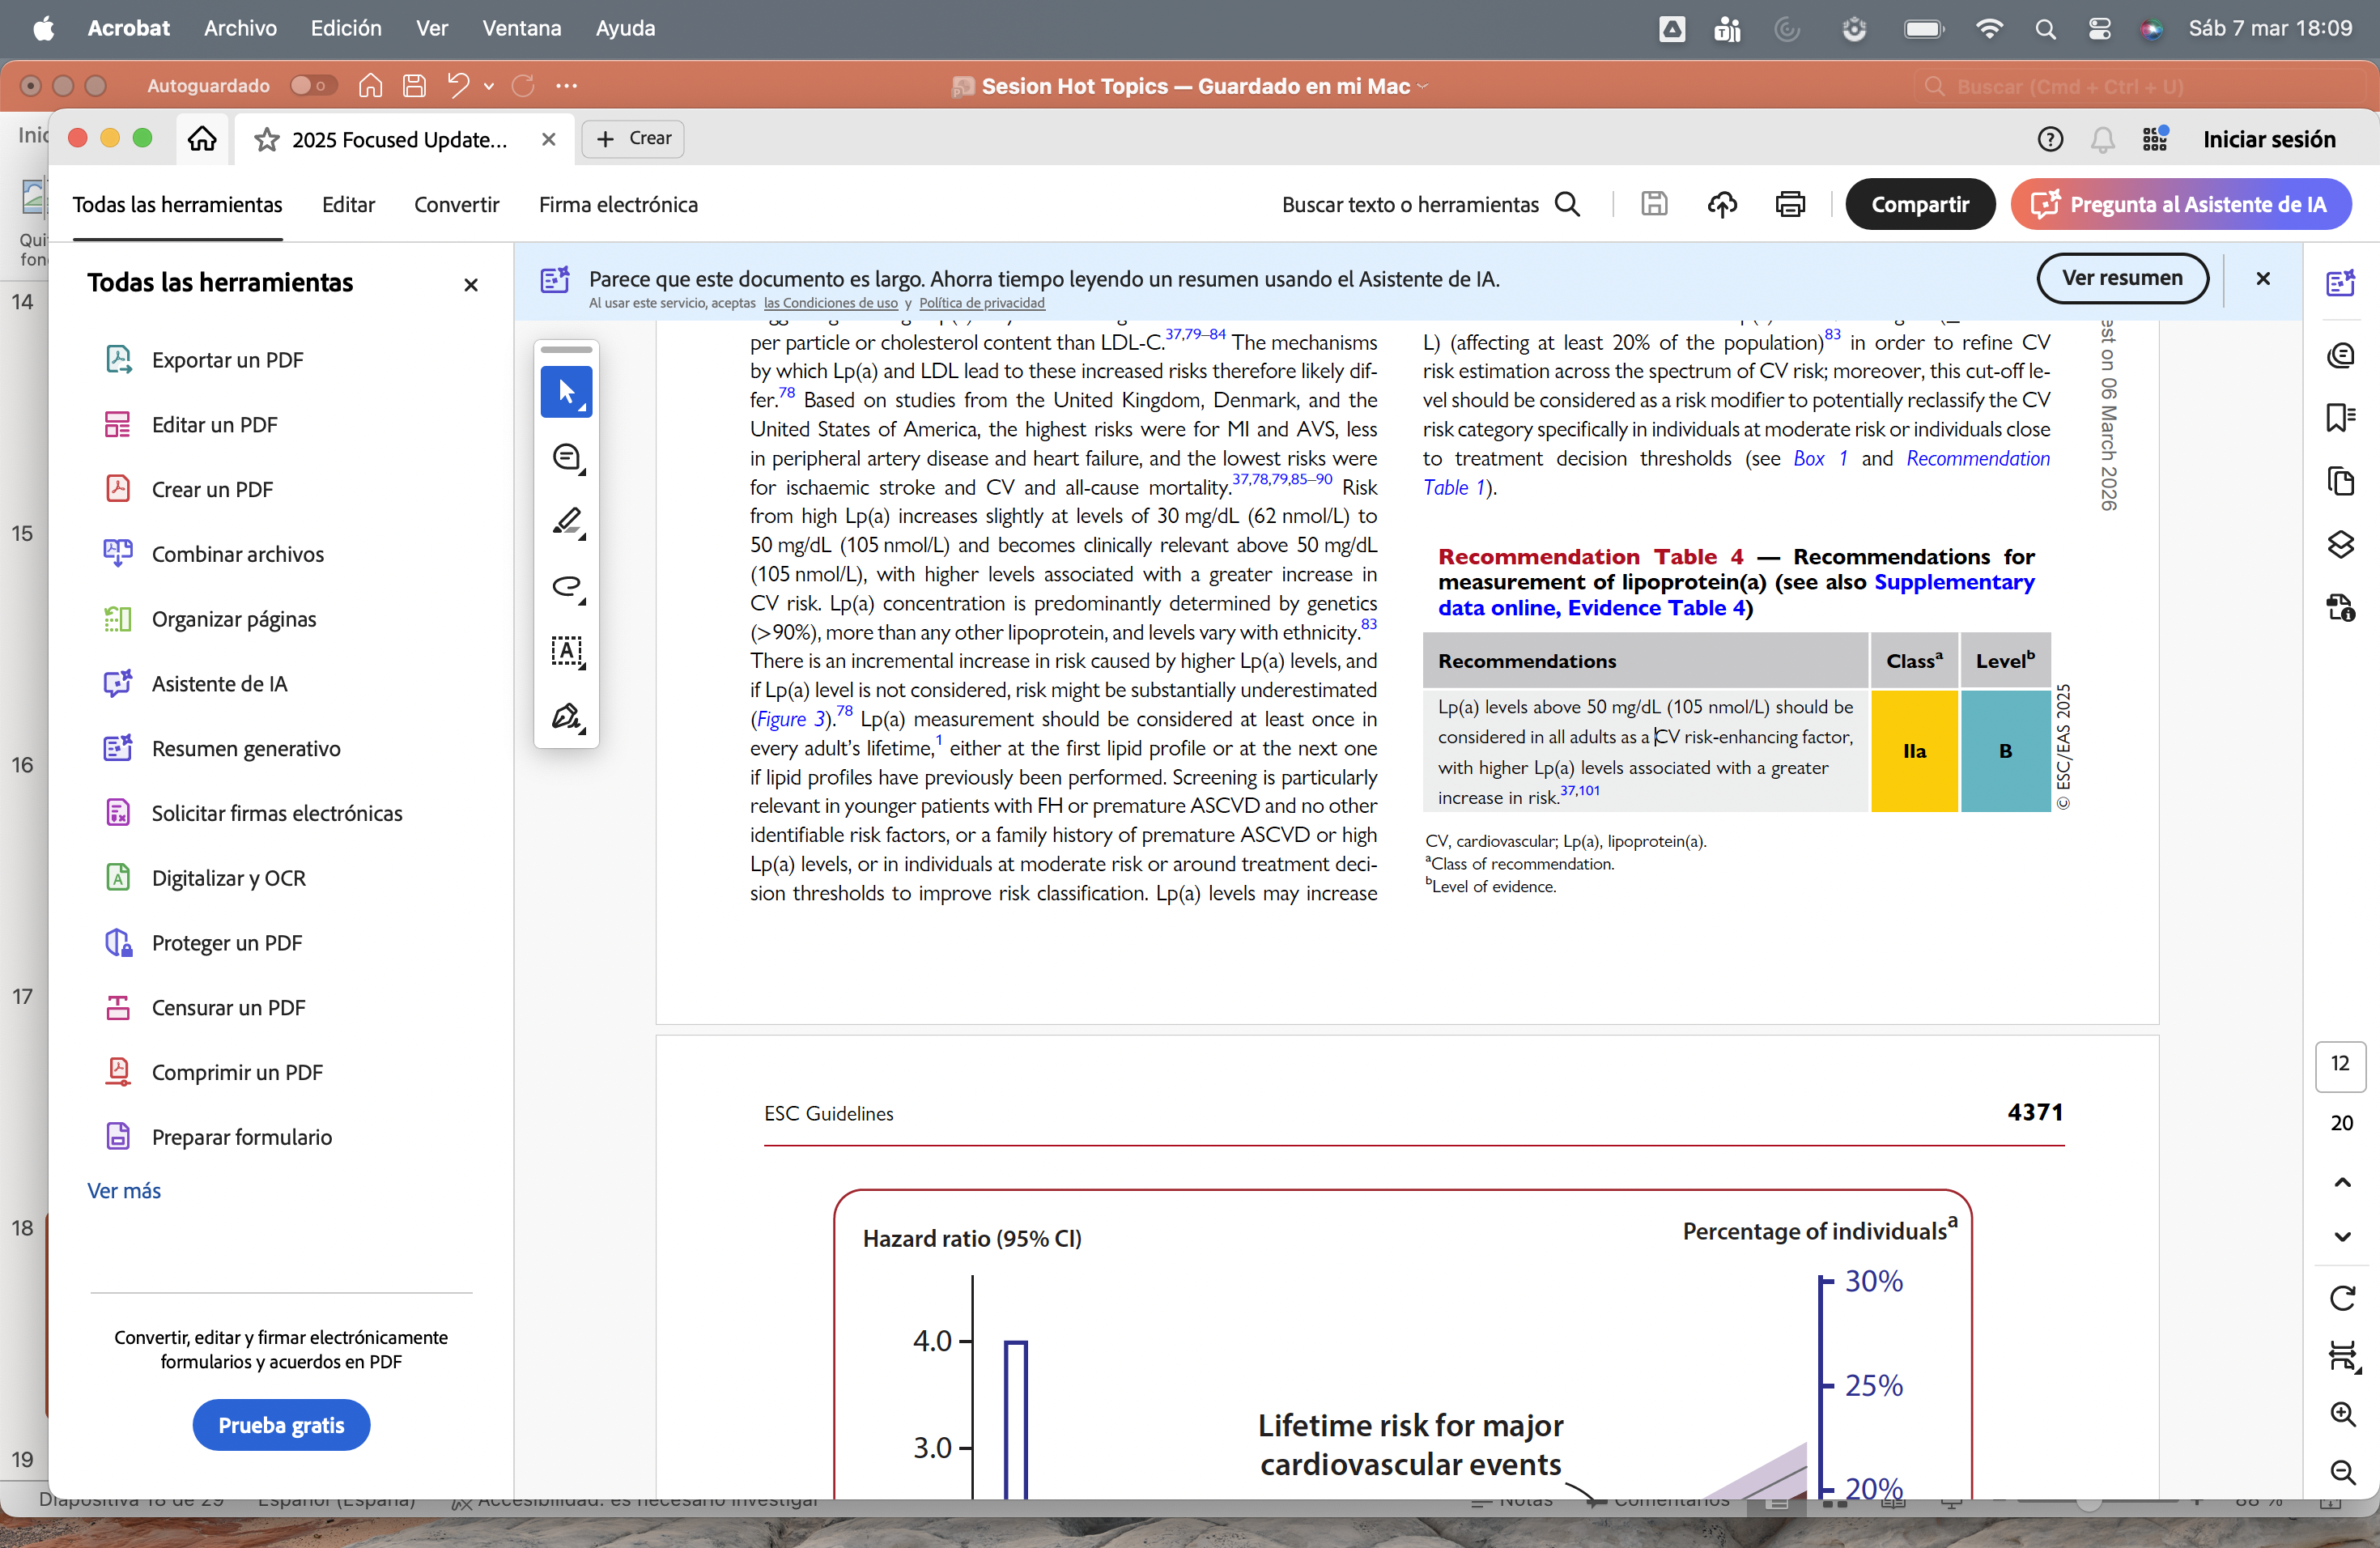 Acrobat Archivo Edición Ver Ventana Ayuda
Sáb 7 mar 18:09
Autoguardado
Sesion Hot Topics — Guardado en mi Mac
Buscar (Cmd + Ctrl + U)
2025 Focused Update...
Crear
Iniciar sesión
Todas las herramientas Editar Convertir Firma electrónica
Buscar texto o herramientas
Compartir
Pregunta al Asistente de IA
14
15
16
17
18
19
Todas las herramientas
Exportar un PDF
Editar un PDF
Crear un PDF
Combinar archivos
Organizar páginas
Asistente de IA
Resumen generativo
Solicitar firmas electrónicas
Digitalizar y OCR
Proteger un PDF
Censurar un PDF
Comprimir un PDF
Preparar formulario
Ver más
Convertir, editar y firmar electrónicamente
formularios y acuerdos en PDF
Prueba gratis
Parece que este documento es largo. Ahorra tiempo leyendo un resumen usando el Asistente de IA.
Al usar este servicio, aceptas las Condiciones de uso y Política de privacidad
Ver resumen
per particle or cholesterol content than LDL-C.37,79–84 The mechanisms
by which Lp(a) and LDL lead to these increased risks therefore likely dif-
fer.78 Based on studies from the United Kingdom, Denmark, and the
United States of America, the highest risks were for MI and AVS, less
in peripheral artery disease and heart failure, and the lowest risks were
for ischaemic stroke and CV and all-cause mortality.37,78,79,85–90 Risk
from high Lp(a) increases slightly at levels of 30 mg/dL (62 nmol/L) to
50 mg/dL (105 nmol/L) and becomes clinically relevant above 50 mg/dL
(105 nmol/L), with higher levels associated with a greater increase in
CV risk. Lp(a) concentration is predominantly determined by genetics
(>90%), more than any other lipoprotein, and levels vary with ethnicity.83
There is an incremental increase in risk caused by higher Lp(a) levels, and
if Lp(a) level is not considered, risk might be substantially underestimated
(Figure 3).78 Lp(a) measurement should be considered at least once in
every adult's lifetime,1 either at the first lipid profile or at the next one
if lipid profiles have previously been performed. Screening is particularly
relevant in younger patients with FH or premature ASCVD and no other
identifiable risk factors, or a family history of premature ASCVD or high
Lp(a) levels, or in individuals at moderate risk or around treatment deci-
sion thresholds to improve risk classification. Lp(a) levels may increase
L) (affecting at least 20% of the population)83 in order to refine CV
risk estimation across the spectrum of CV risk; moreover, this cut-off le-
vel should be considered as a risk modifier to potentially reclassify the CV
risk category specifically in individuals at moderate risk or individuals close
to treatment decision thresholds (see Box 1 and Recommendation
Table 1).
est on 06 March 2026
Recommendation Table 4 — Recommendations for
measurement of lipoprotein(a) (see also Supplementary
data online, Evidence Table 4)
Recommendations Classa Levelb
Lp(a) levels above 50 mg/dL (105 nmol/L) should be
considered in all adults as a CV risk-enhancing factor,
with higher Lp(a) levels associated with a greater
increase in risk.37,101
IIa
B
© ESC/EAS 2025
CV, cardiovascular; Lp(a), lipoprotein(a).
aClass of recommendation.
bLevel of evidence.
ESC Guidelines 4371
Hazard ratio (95% CI)
Percentage of individualsa
4.0
3.0
Lifetime risk for major
cardiovascular events
30%
25%
20%
12
20
Diapositiva 18 de 29
Español (España)
Accesibilidad: es necesario investigar
Notas
Comentarios
88 %